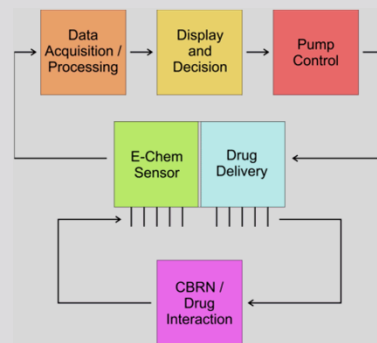 Data
Acquisition /
Processing
Display
and
Decision
Pump
Control
E-Chem
Sensor
Drug
Delivery
CBRN /
Drug
Interaction